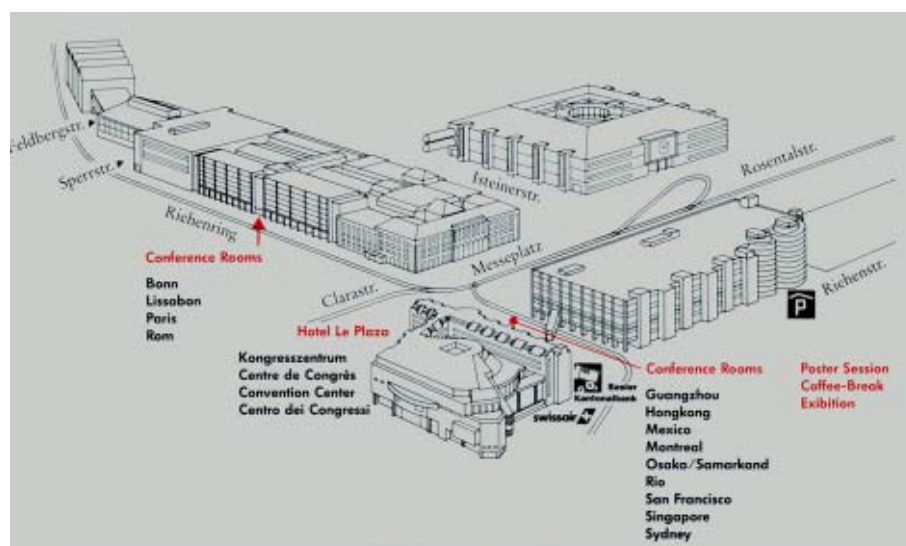 Feldbergstr.
Sperrstr.
Riehenring
Isteinerstr.
Rosentalstr.
Messeplatz
Clarastr.
Riehenstr.
P
Conference Rooms
Bonn
Lissabon
Paris
Rom
Hotel Le Plaza
Kongresszentrum
Centre de Congrès
Convention Center
Centro dei Congressi
Basler
Kantonalbank
swissair
Conference Rooms
Guangzhou
Hongkong
Mexico
Montreal
Osaka/Samarkand
Rio
San Francisco
Singapore
Sydney
Poster Session
Coffee-Break
Exibition